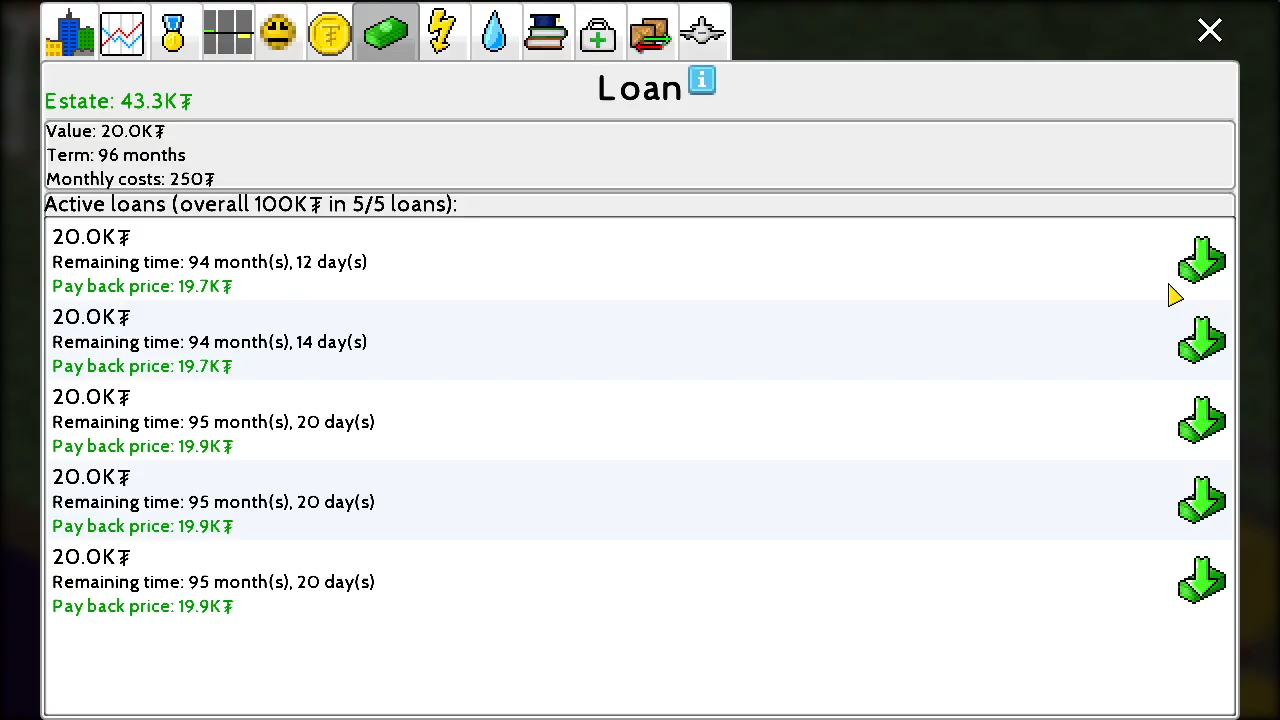 Loan
Estate: 43.3K₮
Value: 20.0K₮
Term: 96 months
Monthly costs: 250₮
Active loans (overall 100K₮ in 5/5 loans):
20.0K₮
Remaining time: 94 month(s), 12 day(s)
Pay back price: 19.7K₮
20.0K₮
Remaining time: 94 month(s), 14 day(s)
Pay back price: 19.7K₮
20.0K₮
Remaining time: 95 month(s), 20 day(s)
Pay back price: 19.9K₮
20.0K₮
Remaining time: 95 month(s), 20 day(s)
Pay back price: 19.9K₮
20.0K₮
Remaining time: 95 month(s), 20 day(s)
Pay back price: 19.9K₮